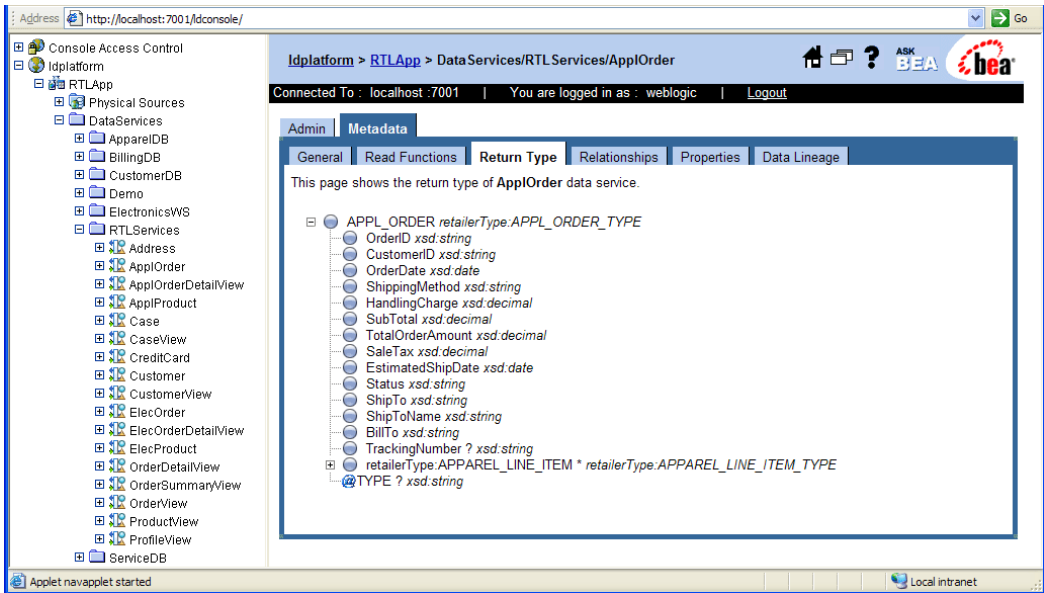 Address http://localhost:7001/ldconsole/ Go
Console Access Control
ldplatform
RTLApp
Physical Sources
DataServices
ApparelDB
BillingDB
CustomerDB
Demo
ElectronicsWS
RTLServices
Address
ApplOrder
ApplOrderDetailView
ApplProduct
Case
CaseView
CreditCard
Customer
CustomerView
ElecOrder
ElecOrderDetailView
ElecProduct
OrderDetailView
OrderSummaryView
OrderView
ProductView
ProfileView
ServiceDB
ldplatform > RTLApp > DataServices/RTLServices/ApplOrder
? ASK BEA bea
Connected To : localhost :7001 | You are logged in as : weblogic | Logout
Admin Metadata
General Read Functions Return Type Relationships Properties Data Lineage
This page shows the return type of ApplOrder data service.
APPL_ORDER retailerType:APPL_ORDER_TYPE
OrderID xsd:string
CustomerID xsd:string
OrderDate xsd:date
ShippingMethod xsd:string
HandlingCharge xsd:decimal
SubTotal xsd:decimal
TotalOrderAmount xsd:decimal
SaleTax xsd:decimal
EstimatedShipDate xsd:date
Status xsd:string
ShipTo xsd:string
ShipToName xsd:string
BillTo xsd:string
TrackingNumber ? xsd:string
retailerType:APPAREL_LINE_ITEM * retailerType:APPAREL_LINE_ITEM_TYPE
@TYPE ? xsd:string
Applet navapplet started Local intranet